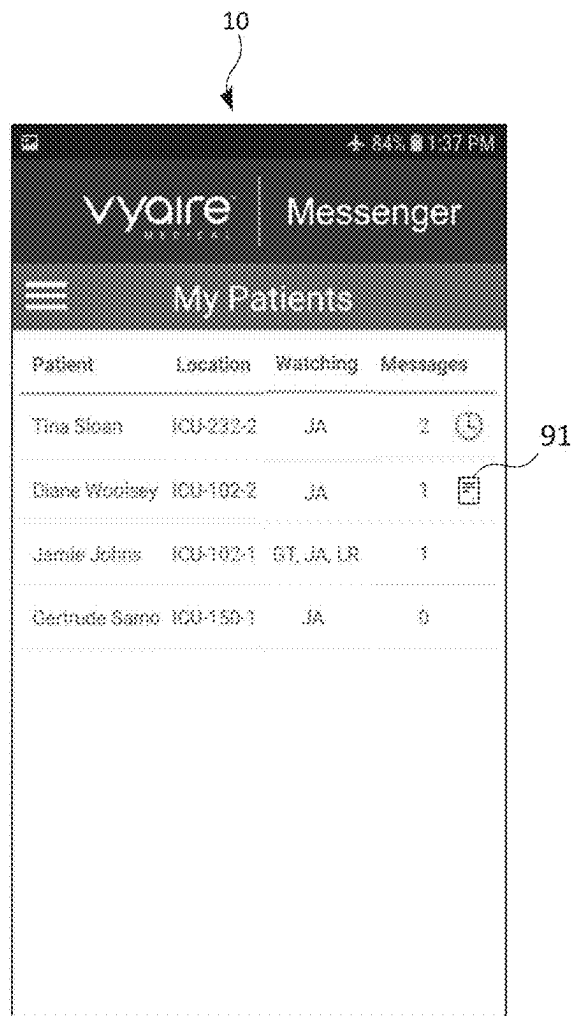 10
84% 1:37 PM
vyaire Messenger
MEDICAL
My Patients
Patient Location Watching Messages
Tina Sloan ICU-232-2 JA 2
91
Diane Woolsey ICU-102-2 JA 1
Jamie Johns ICU-102-1 GT, JA, LR 1
Gertrude Samo ICU-150-1 JA 0